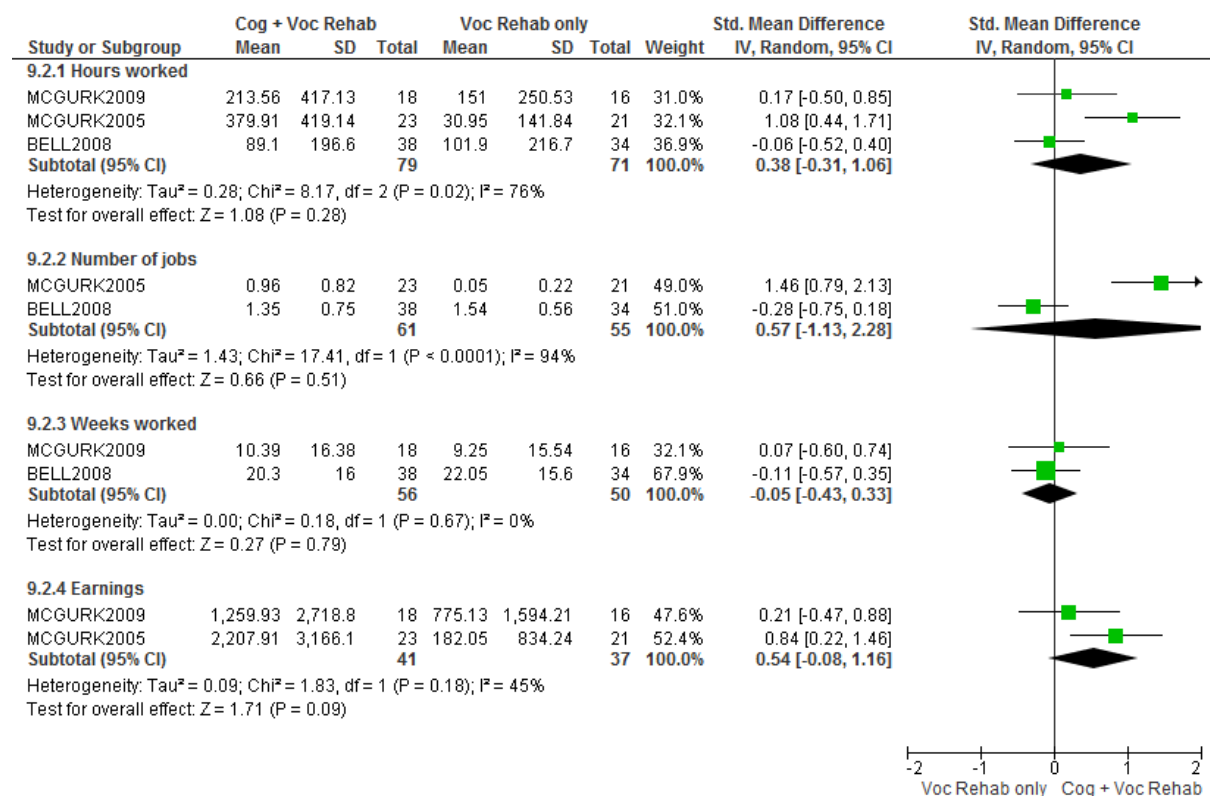 Cog + Voc Rehab Voc Rehab only Std. Mean Difference Std. Mean Difference
Study or Subgroup Mean SD Total Mean SD Total Weight IV, Random, 95% CI IV, Random, 95% CI
9.2.1 Hours worked
MCGURK2009 213.56 417.13 18 151 250.53 16 31.0% 0.17 [-0.50, 0.85]
MCGURK2005 379.91 419.14 23 30.95 141.84 21 32.1% 1.08 [0.44, 1.71]
BELL2008 89.1 196.6 38 101.9 216.7 34 36.9% -0.06 [-0.52, 0.40]
Subtotal (95% CI) 79 71 100.0% 0.38 [-0.31, 1.06]
Heterogeneity: Tau² = 0.28; Chi² = 8.17, df = 2 (P = 0.02); I² = 76%
Test for overall effect: Z = 1.08 (P = 0.28)
9.2.2 Number of jobs
MCGURK2005 0.96 0.82 23 0.05 0.22 21 49.0% 1.46 [0.79, 2.13]
BELL2008 1.35 0.75 38 1.54 0.56 34 51.0% -0.28 [-0.75, 0.18]
Subtotal (95% CI) 61 55 100.0% 0.57 [-1.13, 2.28]
Heterogeneity: Tau² = 1.43; Chi² = 17.41, df = 1 (P < 0.0001); I² = 94%
Test for overall effect: Z = 0.66 (P = 0.51)
9.2.3 Weeks worked
MCGURK2009 10.39 16.38 18 9.25 15.54 16 32.1% 0.07 [-0.60, 0.74]
BELL2008 20.3 16 38 22.05 15.6 34 67.9% -0.11 [-0.57, 0.35]
Subtotal (95% CI) 56 50 100.0% -0.05 [-0.43, 0.33]
Heterogeneity: Tau² = 0.00; Chi² = 0.18, df = 1 (P = 0.67); I² = 0%
Test for overall effect: Z = 0.27 (P = 0.79)
9.2.4 Earnings
MCGURK2009 1,259.93 2,718.8 18 775.13 1,594.21 16 47.6% 0.21 [-0.47, 0.88]
MCGURK2005 2,207.91 3,166.1 23 182.05 834.24 21 52.4% 0.84 [0.22, 1.46]
Subtotal (95% CI) 41 37 100.0% 0.54 [-0.08, 1.16]
Heterogeneity: Tau² = 0.09; Chi² = 1.83, df = 1 (P = 0.18); I² = 45%
Test for overall effect: Z = 1.71 (P = 0.09)
-2 -1 0 1 2
Voc Rehab only Cog + Voc Rehab